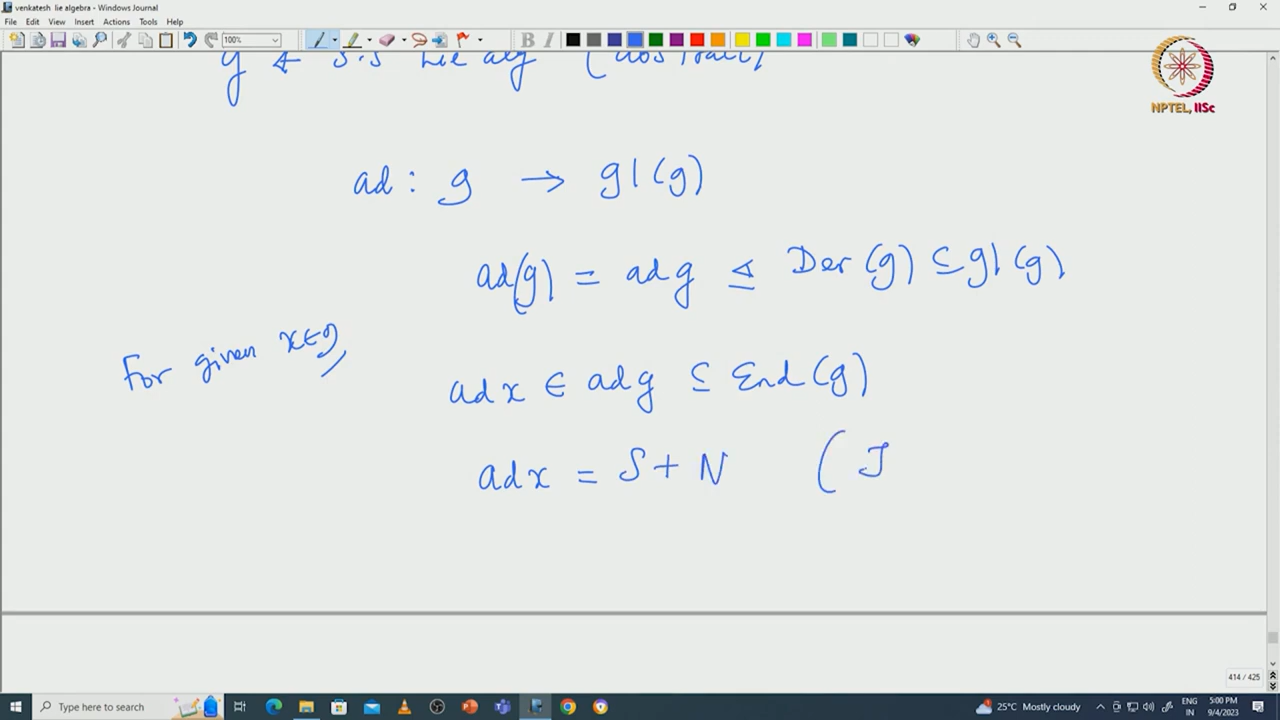 venkatesh lie algebra - Windows Journal
File Edit View Insert Actions Tools Help
100%
B I
NPTEL, IISc
s.s Lie alg
ad : g → gl(g)
ad(g) = ad g ⊴ Der(g) ⊆ gl(g)
For given x∈g,
ad x ∈ ad g ⊆ End(g)
ad x = S + N ( J
414 / 425
Type here to search
25°C Mostly cloudy
ENG
IN
5:00 PM
9/4/2023